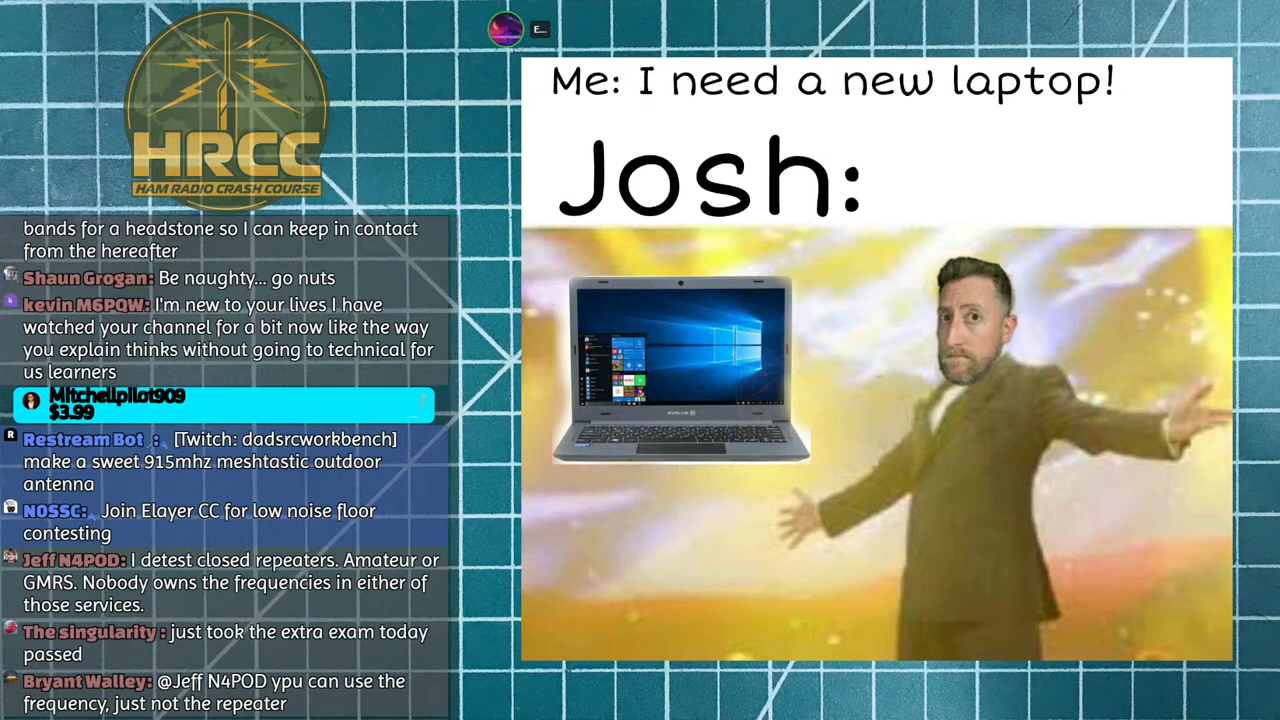 HRCC
HAM RADIO CRASH COURSE
E...
Me: I need a new laptop!
Josh:
EVOLVE
bands for a headstone so I can keep in contact
from the hereafter
Shaun Grogan: Be naughty... go nuts
kevin M6PQW: I'm new to your lives I have
watched your channel for a bit now like the way
you explain thinks without going to technical for
us learners
Mitchellpilot909
$3.99
Restream Bot : [Twitch: dadsrcworkbench]
make a sweet 915mhz meshtastic outdoor
antenna
N0SSC: Join Elayer CC for low noise floor
contesting
Jeff N4POD: I detest closed repeaters. Amateur or
GMRS. Nobody owns the frequencies in either of
those services.
The singularity : just took the extra exam today
passed
Bryant Walley: @Jeff N4POD ypu can use the
frequency, just not the repeater